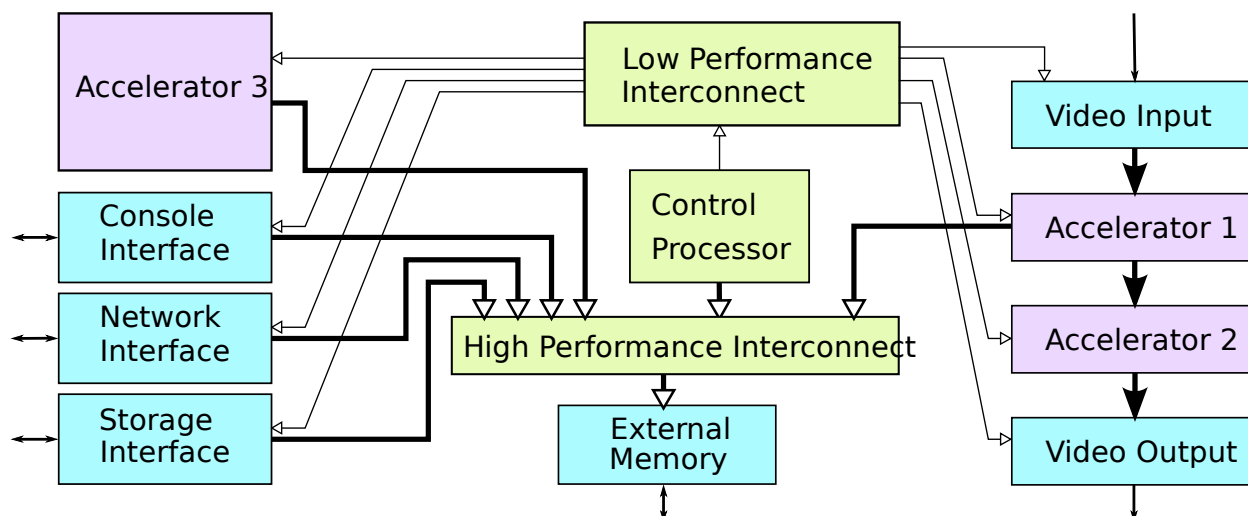 Accelerator 3
Low Performance
Interconnect
Video Input
Console
Interface
Control
Processor
Accelerator 1
Network
Interface
High Performance Interconnect
Accelerator 2
Storage
Interface
External
Memory
Video Output